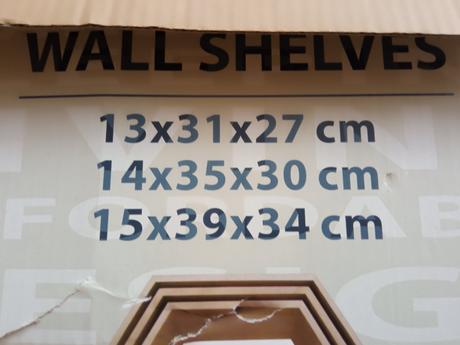 WALL SHELVES
13x31x27 cm
14x35x30 cm
15x39x34 cm